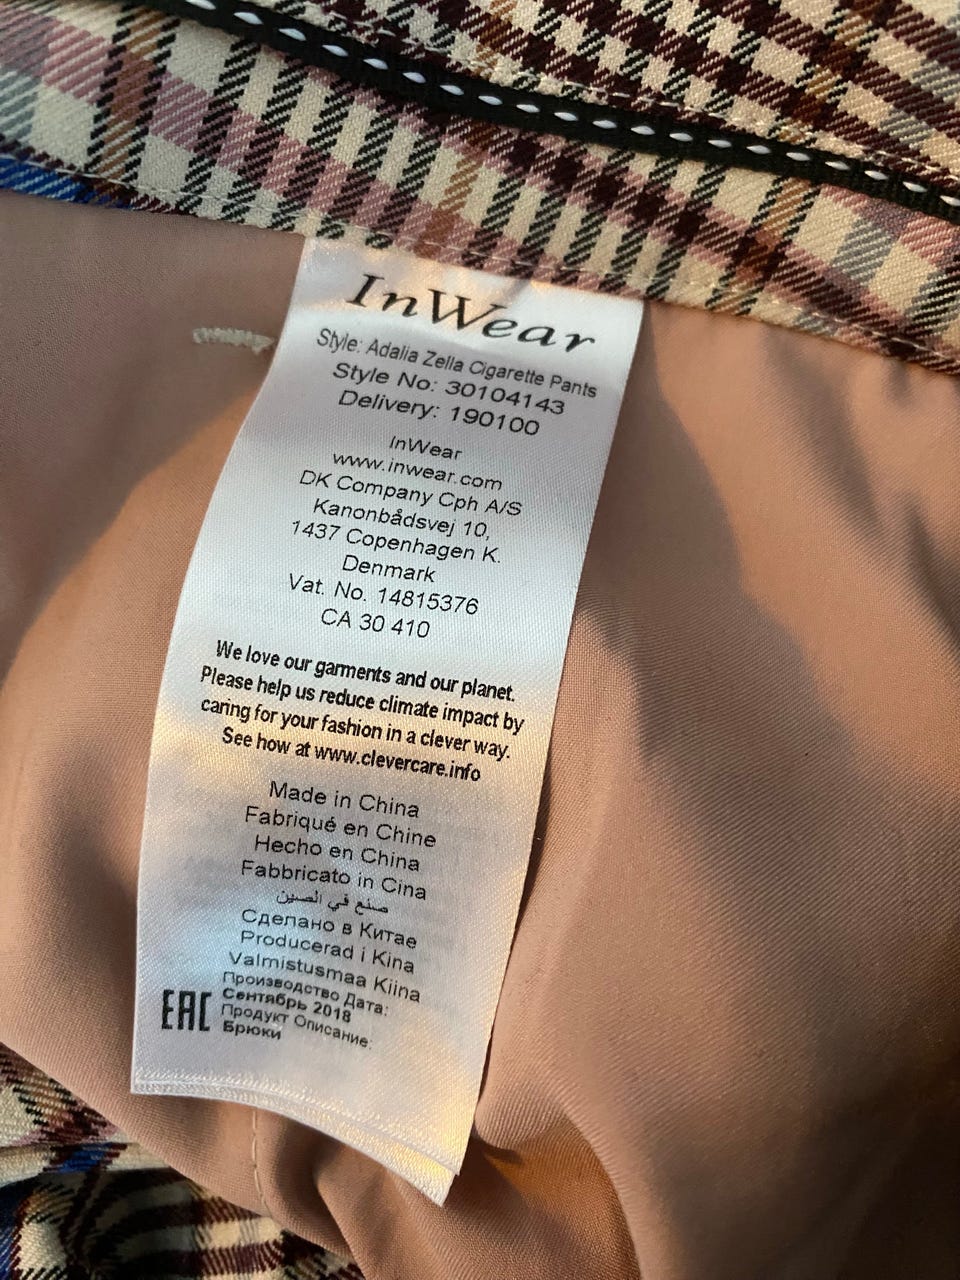 InWear
Style: Adalia Zella Cigarette Pants
Style No: 30104143
Delivery: 190100
InWear
www.inwear.com
DK Company Cph A/S
Kanonbådsvej 10,
1437 Copenhagen K.
Denmark
Vat. No. 14815376
CA 30 410
We love our garments and our planet.
Please help us reduce climate impact by
caring for your fashion in a clever way.
See how at www.clevercare.info
Made in China
Fabriqué en Chine
Hecho en China
Fabbricato in Cina
صنع في الصين
Сделано в Китае
Producerad i Kina
Valmistusmaa Kiina
Производство Дата:
Сентябрь 2018
EAC
Продукт Описание:
Брюки